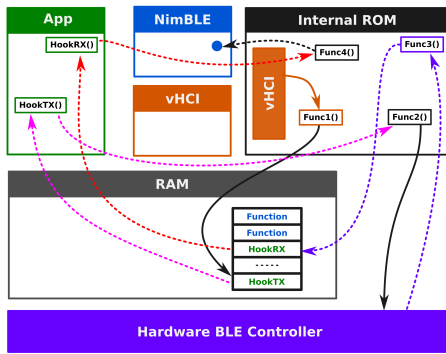 App
NimBLE
Internal ROM
HookRX()
Func4()
Func3()
vHCI
vHCI
HookTX()
Func1()
Func2()
RAM
Function
Function
HookRX
-----
HookTX
Hardware BLE Controller